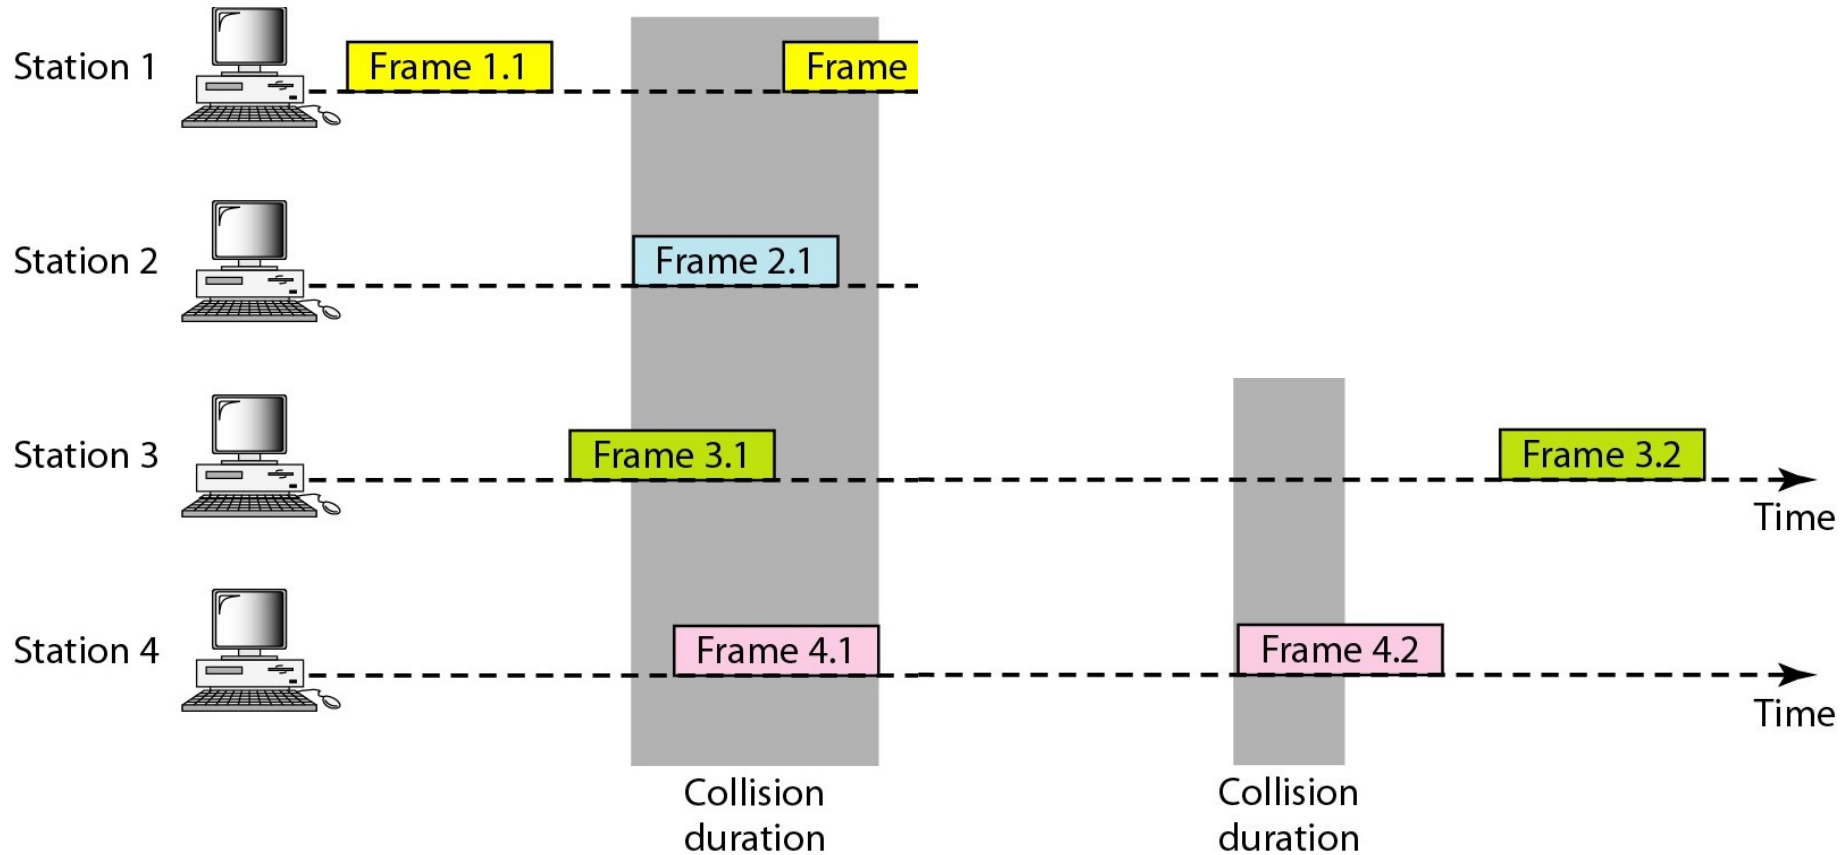 Station 1
Frame 1.1
Frame
Station 2
Frame 2.1
Station 3
Frame 3.1
Frame 3.2
Time
Station 4
Frame 4.1
Frame 4.2
Time
Collision
duration
Collision
duration